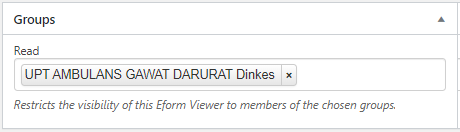 Groups
Read
UPT AMBULANS GAWAT DARURAT Dinkes ×
Restricts the visibility of this Eform Viewer to members of the chosen groups.